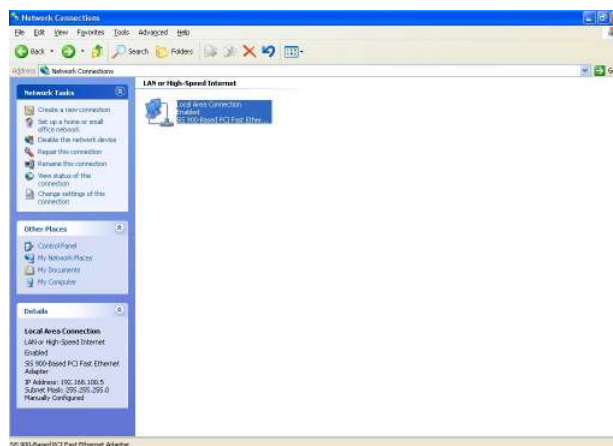 Network Connections
File Edit View Favorites Tools Advanced Help
Back Search Folders
Address Network Connections
Network Tasks
Create a new connection
Set up a home or small
office network
Disable this network device
Repair this connection
Rename this connection
View status of this
connection
Change settings of this
connection
Other Places
Control Panel
My Network Places
My Documents
My Computer
Details
Local Area Connection
LAN or High-Speed Internet
Enabled
SiS 900-Based PCI Fast Ethernet
Adapter
IP Address: 192.168.100.5
Subnet Mask: 255.255.255.0
Manually Configured
LAN or High-Speed Internet
Local Area Connection
Enabled
SiS 900-Based PCI Fast Ether...
SiS 900-Based PCI Fast Ethernet Adapter